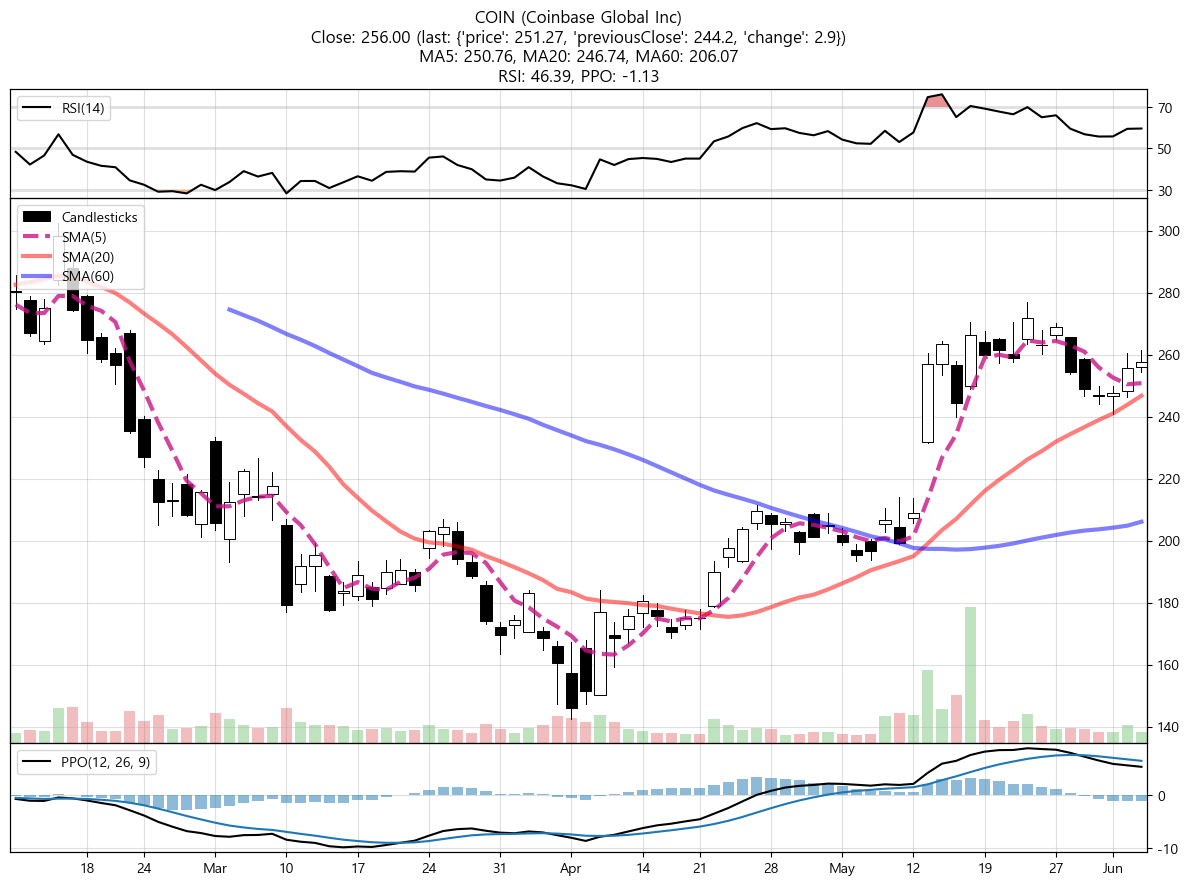 COIN (Coinbase Global Inc)
Close: 256.00 (last: {'price': 251.27, 'previousClose': 244.2, 'change': 2.9})
MA5: 250.76, MA20: 246.74, MA60: 206.07
RSI: 46.39, PPO: -1.13
RSI(14)
70
50
30
Candlesticks
SMA(5)
SMA(20)
SMA(60)
300
280
260
240
220
200
180
160
140
PPO(12, 26, 9)
0
-10
18 24 Mar 10 17 24 31 Apr 14 21 28 May 12 19 27 Jun